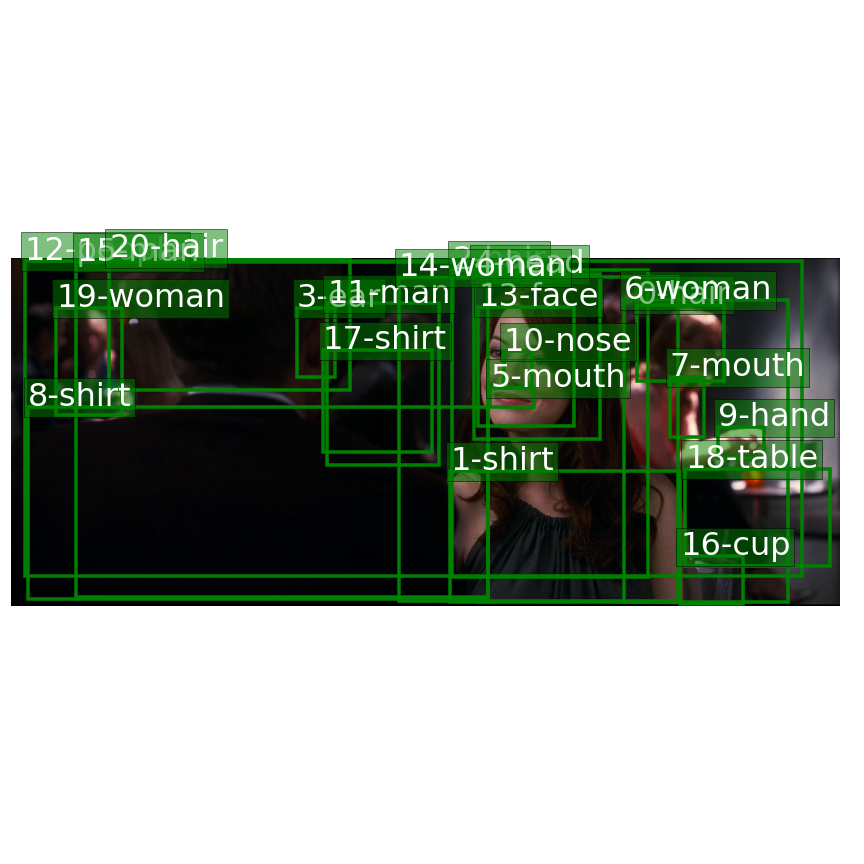 20-hair
12-
15-
14-woman
19-woman
3-ear
11-man
13-face
6-woman
17-shirt
10-nose
5-mouth
7-mouth
8-shirt
9-hand
1-shirt
18-table
16-cup